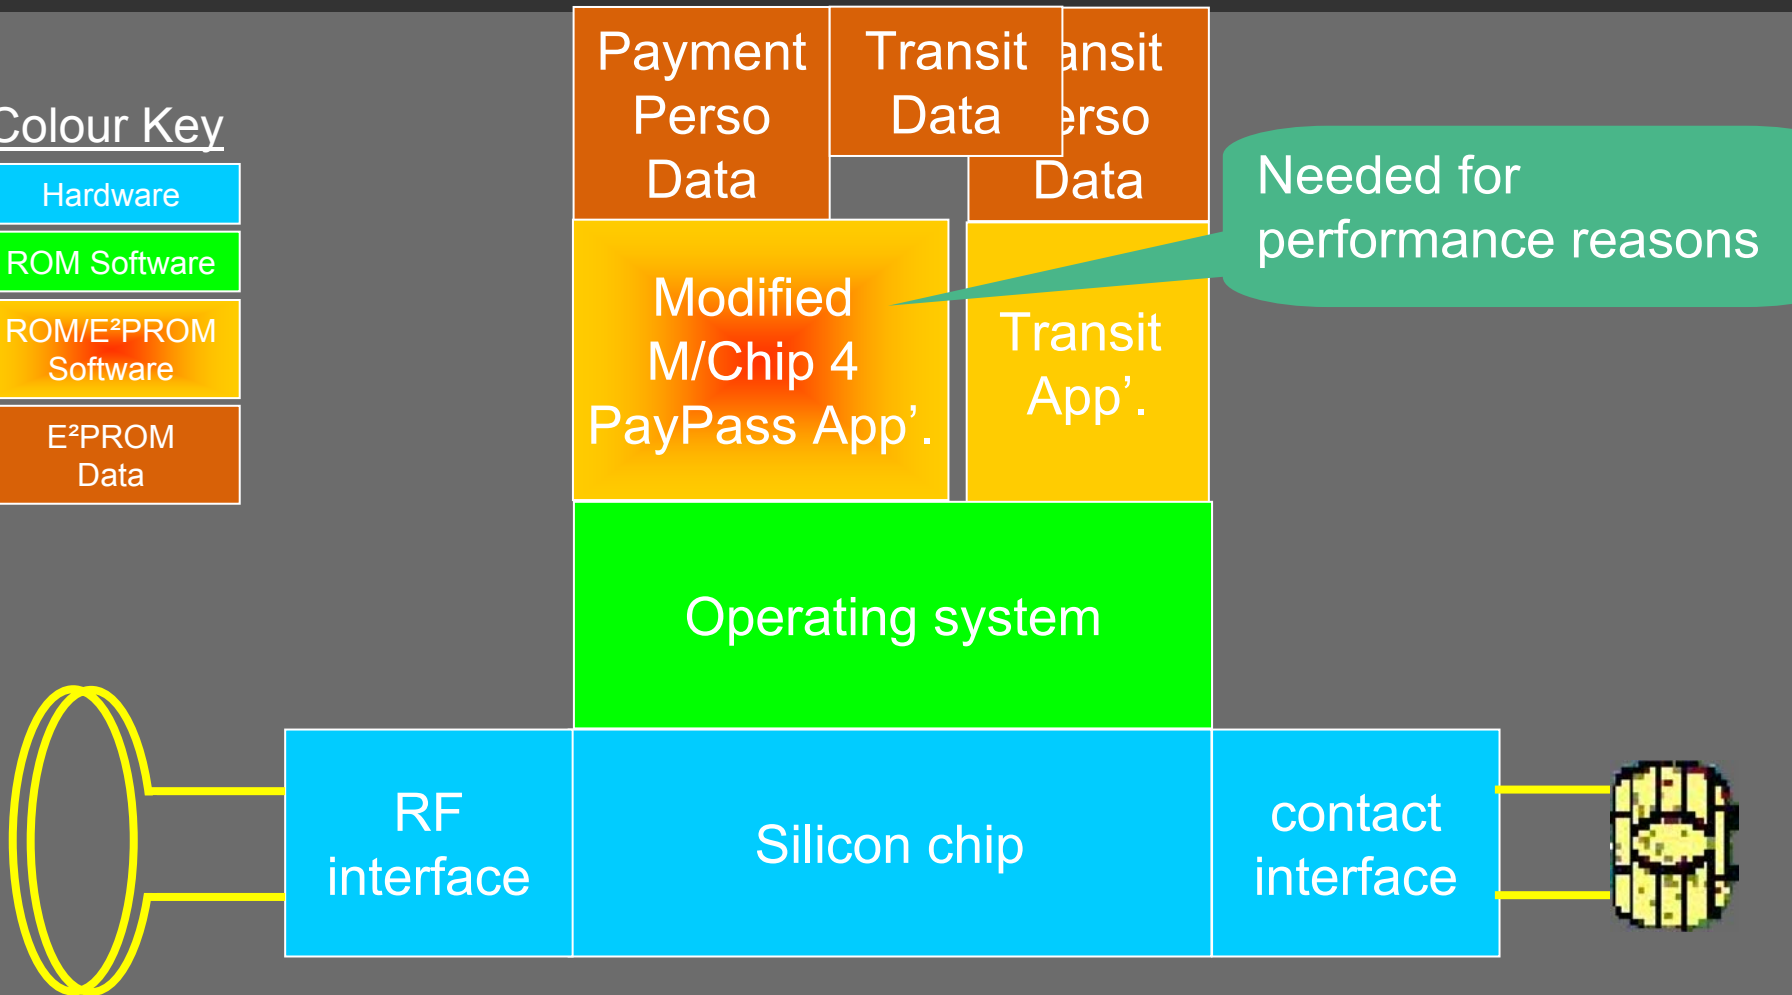 Colour Key
Hardware
ROM Software
ROM/E²PROM
Software
E²PROM
Data
Payment
Perso
Data
Transit
Data
ansit
erso
Data
Needed for
performance reasons
Modified
M/Chip 4
PayPass App’.
Transit
App’.
Operating system
RF
interface
Silicon chip
contact
interface